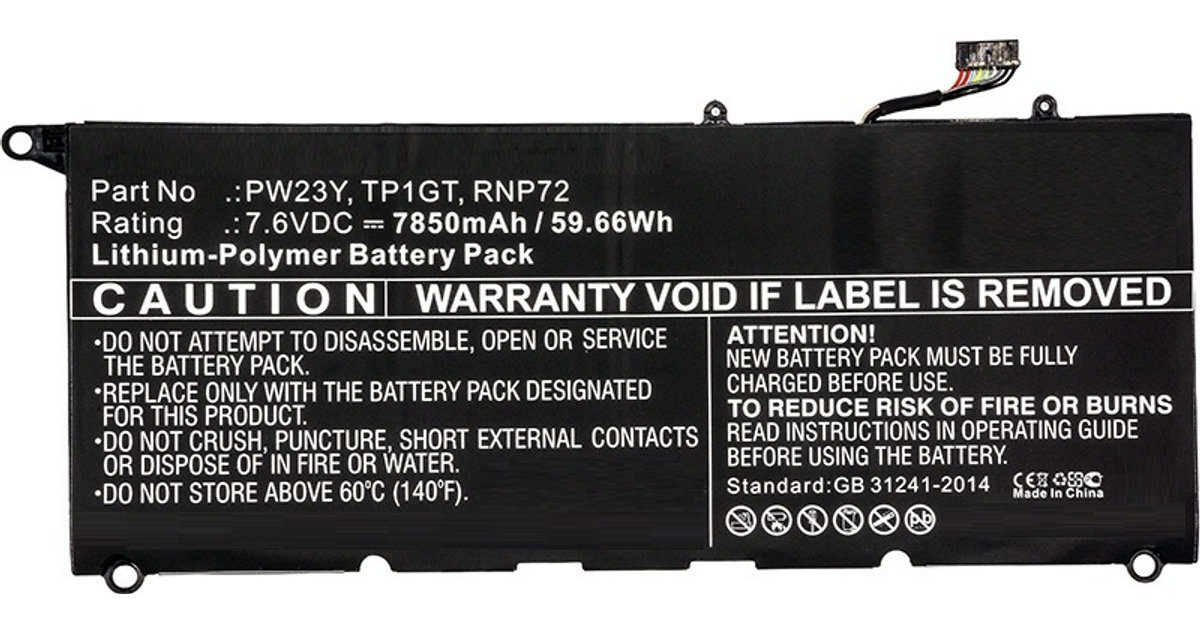 Part No .: PW23Y, TP1GT, RNP72
Rating .: 7.6VDC ⎓ 7850mAh / 59.66Wh
Lithium-Polymer Battery Pack
CAUTION WARRANTY VOID IF LABEL IS REMOVED
•DO NOT ATTEMPT TO DISASSEMBLE, OPEN OR SERVICE
THE BATTERY PACK.
•REPLACE ONLY WITH THE BATTERY PACK DESIGNATED
FOR THIS PRODUCT.
•DO NOT CRUSH, PUNCTURE, SHORT EXTERNAL CONTACTS
OR DISPOSE OF IN FIRE OR WATER.
•DO NOT STORE ABOVE 60ºC (140ºF).
ATTENTION!
NEW BATTERY PACK MUST BE FULLY
CHARGED BEFORE USE.
TO REDUCE RISK OF FIRE OR BURNS
READ INSTRUCTIONS IN OPERATING GUIDE
BEFORE USING THE BATTERY.
Standard:GB 31241-2014
CE
Made In China
Pb